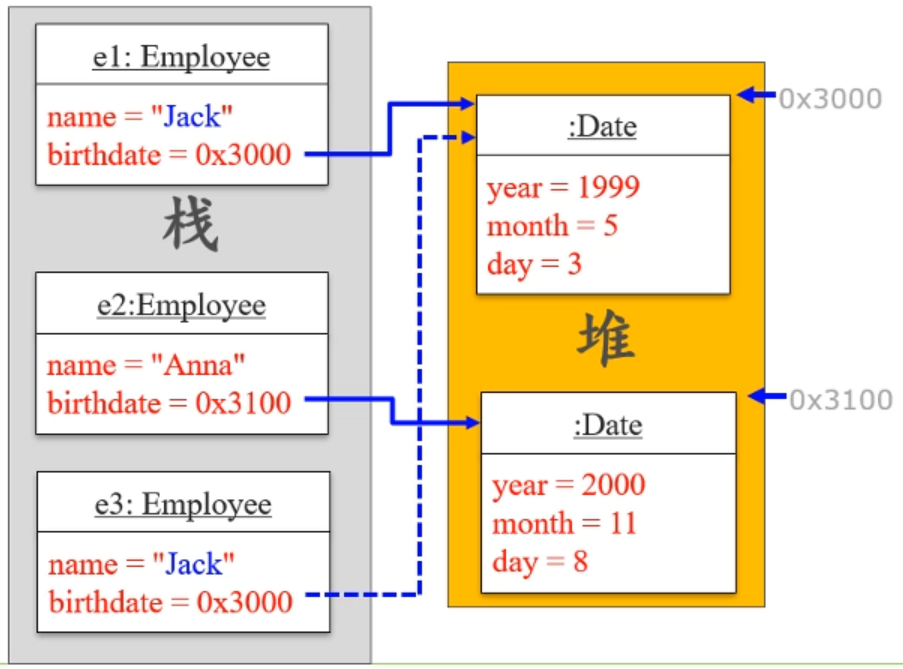 e1: Employee
name = "Jack"
birthdate = 0x3000
栈
e2:Employee
name = "Anna"
birthdate = 0x3100
e3: Employee
name = "Jack"
birthdate = 0x3000
0x3000
:Date
year = 1999
month = 5
day = 3
堆
0x3100
:Date
year = 2000
month = 11
day = 8